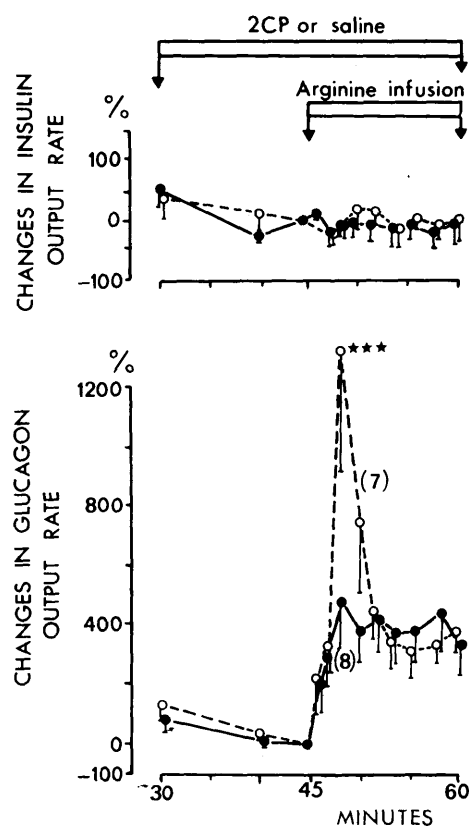 2CP or saline
Arginine infusion
%
CHANGES IN INSULIN
OUTPUT RATE
100
0
-100
%
CHANGES IN GLUCAGON
OUTPUT RATE
1200
800
400
0
-100
★★★
(7)
(8)
30
45
60
MINUTES